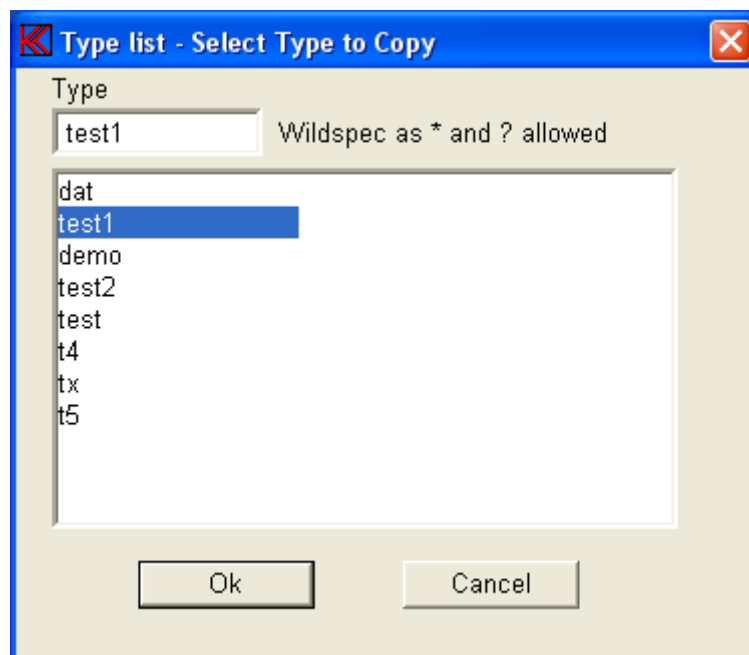 Type list - Select Type to Copy
Type
test1 Wildspec as * and ? allowed
dat
test1
demo
test2
test
t4
tx
t5
Ok Cancel